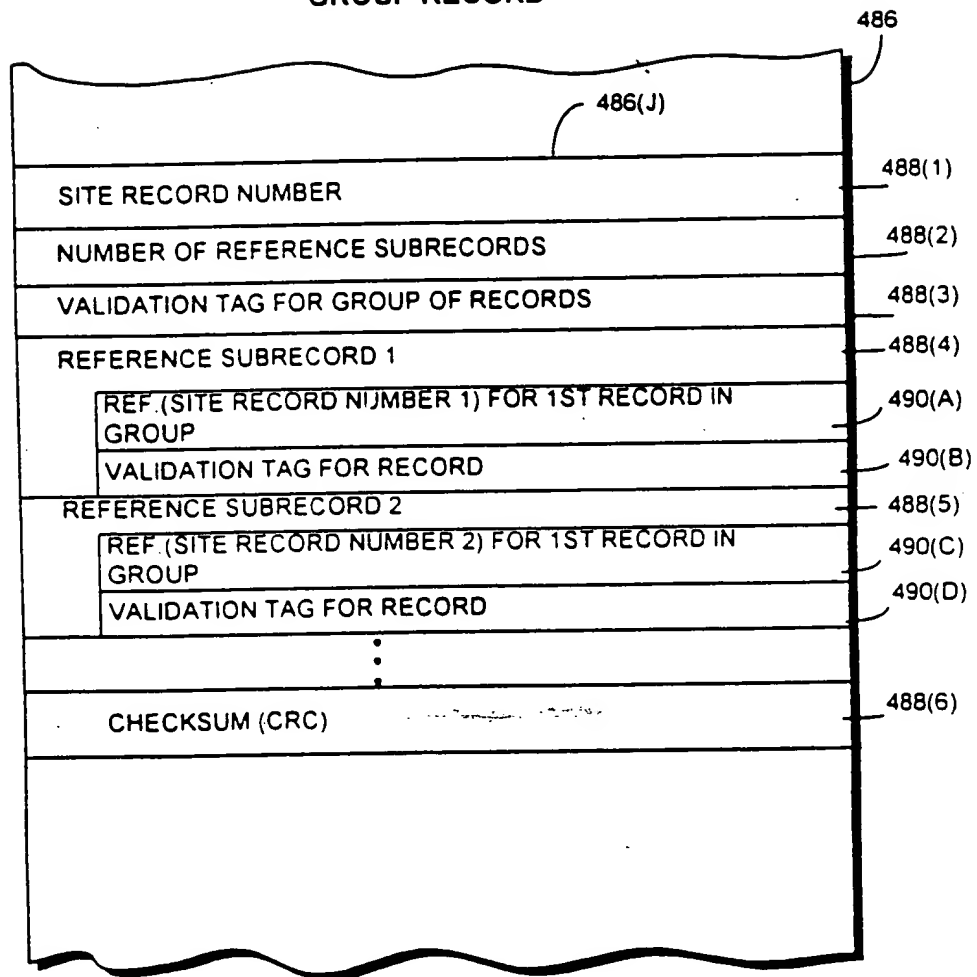 GROUP RECORD
486
486(J)
SITE RECORD NUMBER 488(1)
NUMBER OF REFERENCE SUBRECORDS 488(2)
VALIDATION TAG FOR GROUP OF RECORDS 488(3)
REFERENCE SUBRECORD 1 488(4)
REF.(SITE RECORD NUMBER 1) FOR 1ST RECORD IN 490(A)
GROUP
VALIDATION TAG FOR RECORD 490(B)
REFERENCE SUBRECORD 2 488(5)
REF.(SITE RECORD NUMBER 2) FOR 1ST RECORD IN 490(C)
GROUP
VALIDATION TAG FOR RECORD 490(D)
CHECKSUM (CRC) 488(6)